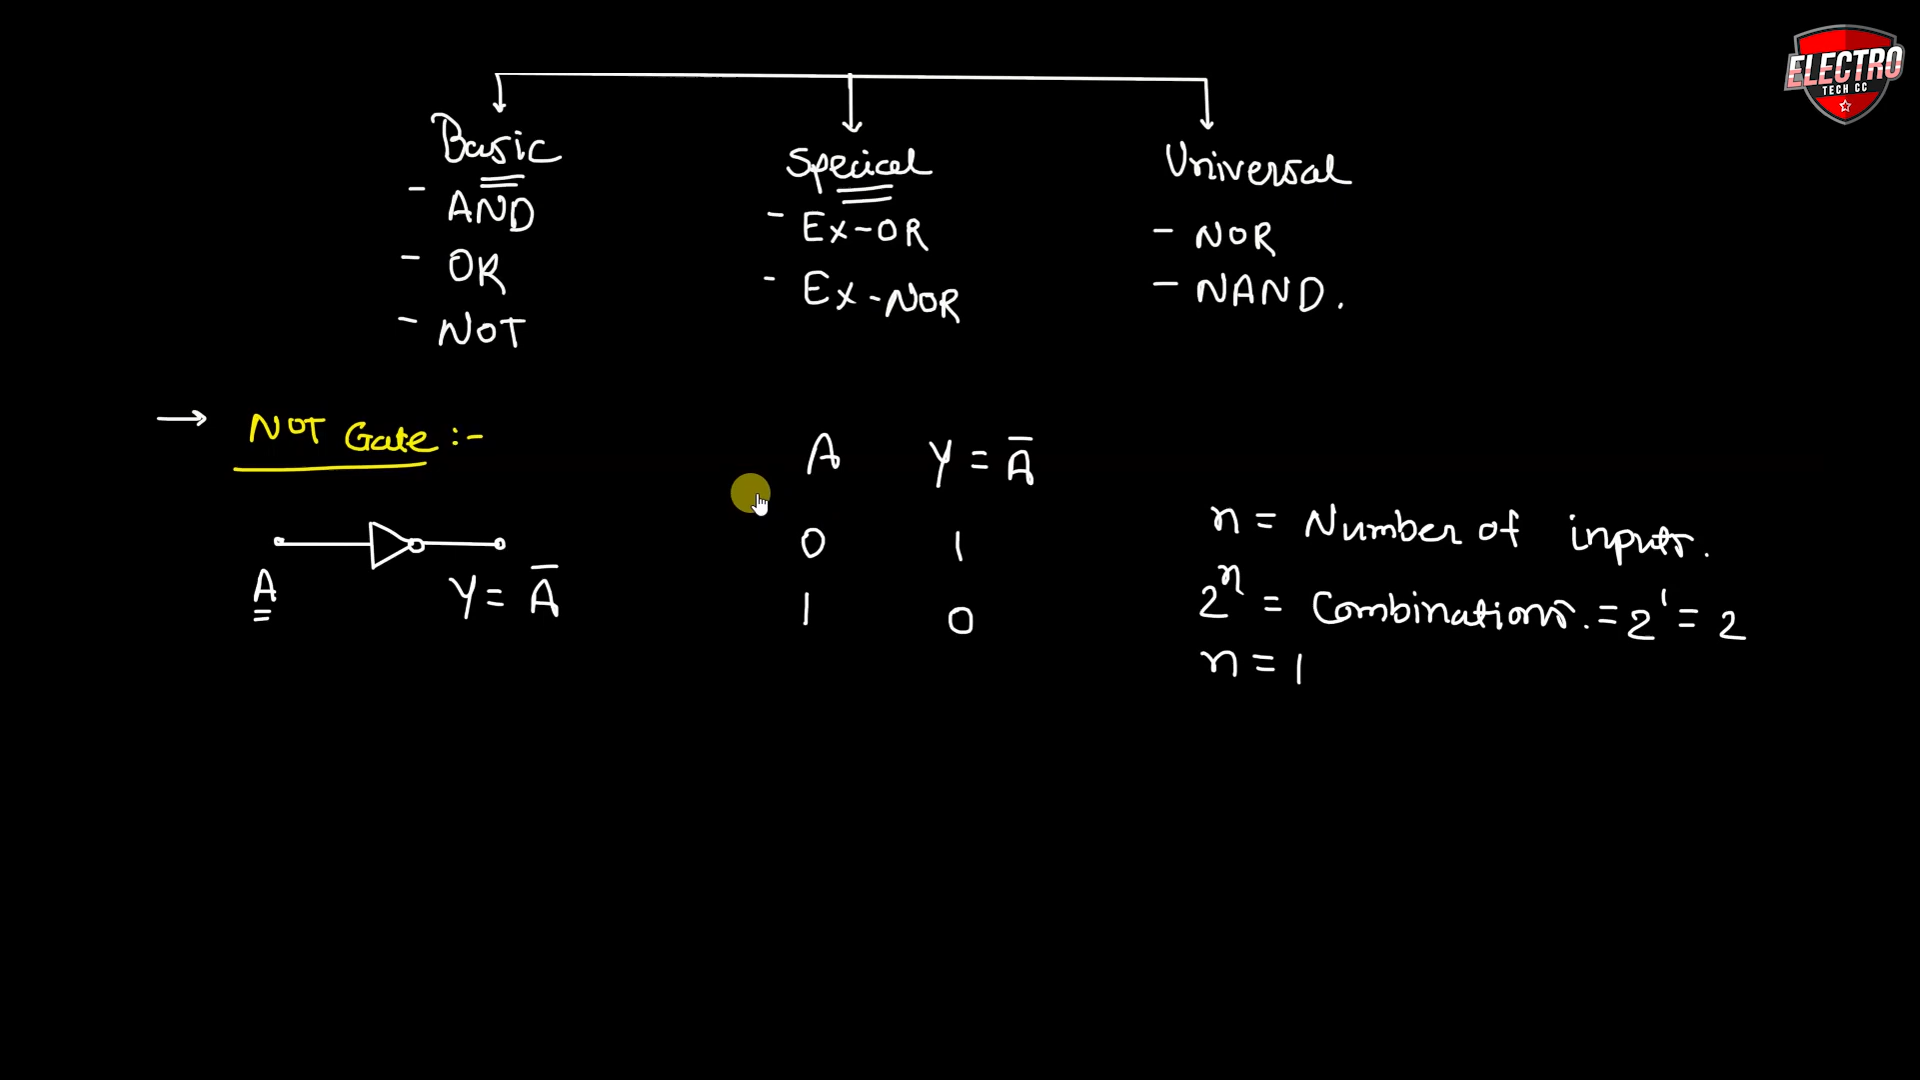 ELECTRO
TECH CC
Basic
- AND
- OR
- NOT
Specical
- Ex-OR
- Ex-NOR
Universal
- NOR
- NAND.
→ NOT Gate :-
A
Y = A̅
A Y = A̅
0 1
1 0
n = Number of inputs.
2ⁿ = Combinations. = 2¹ = 2
n = 1